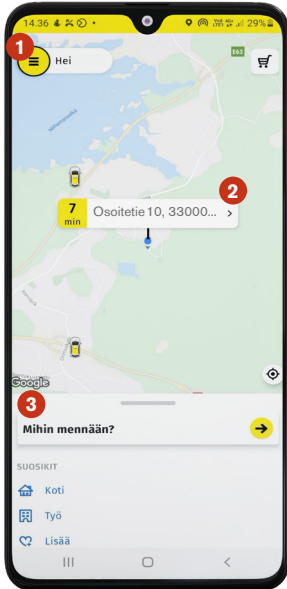 14.36
29%
1
Hei
E63
2
7
min
Osoitetie 10, 33000...
Google
3
Mihin mennään?
SUOSIKIT
Koti
Työ
Lisää